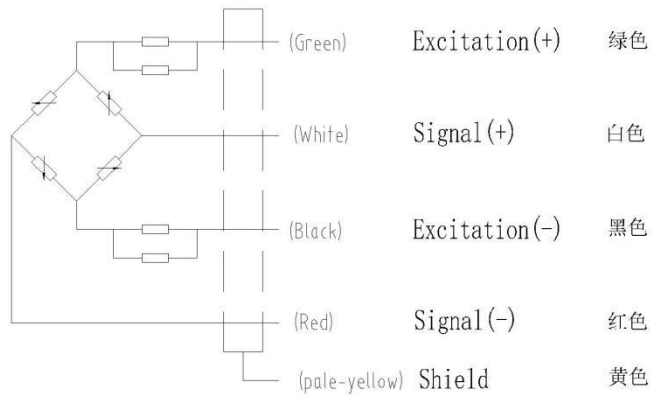 (Green) Excitation(+) 绿色
(White) Signal(+) 白色
(Black) Excitation(-) 黑色
(Red) Signal(-) 红色
(pale-yellow) Shield 黄色